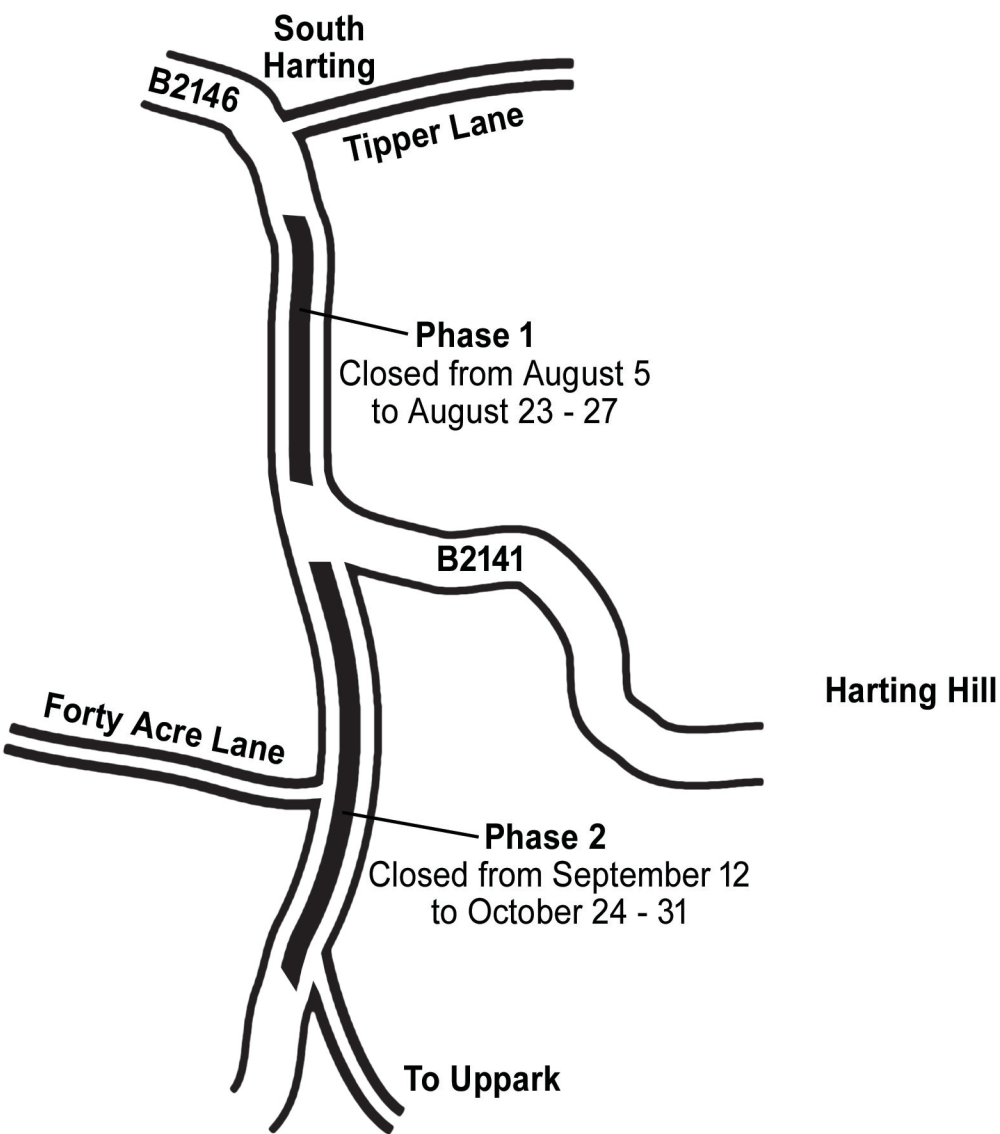 South
Harting
B2146
Tipper Lane
Phase 1
Closed from August 5
to August 23 - 27
B2141
Harting Hill
Forty Acre Lane
Phase 2
Closed from September 12
to October 24 - 31
To Uppark